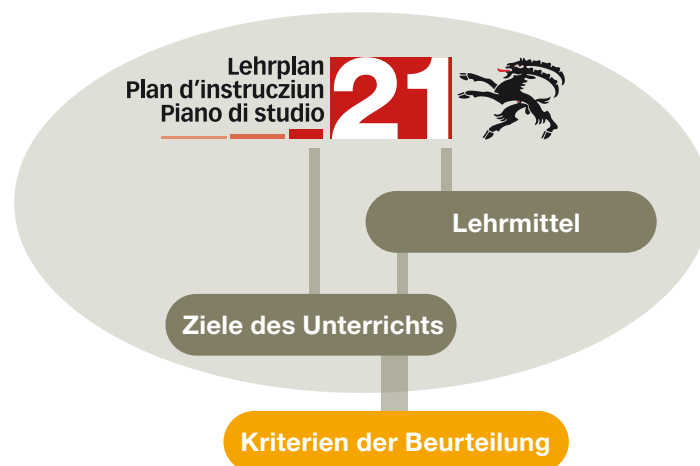 Lehrplan
Plan d'instrucziun
Piano di studio
21
Lehrmittel
Ziele des Unterrichts
Kriterien der Beurteilung